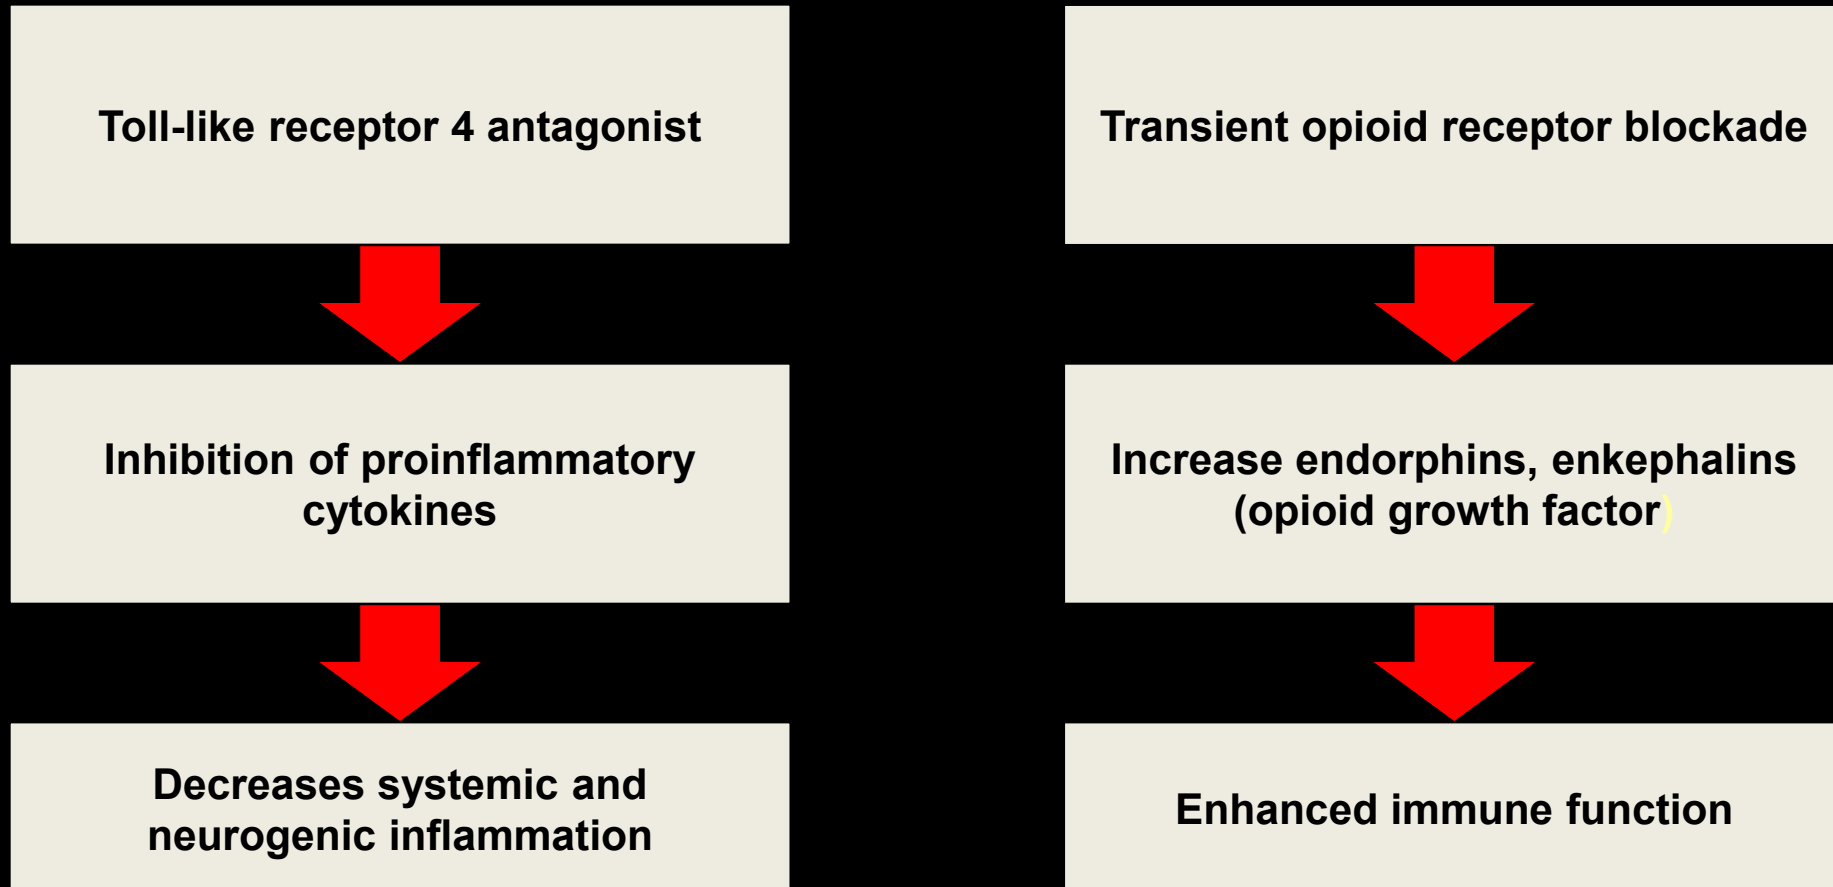 Toll-like receptor 4 antagonist
Inhibition of proinflammatory
cytokines
Decreases systemic and
neurogenic inflammation
Transient opioid receptor blockade
Increase endorphins, enkephalins
(opioid growth factor)
Enhanced immune function